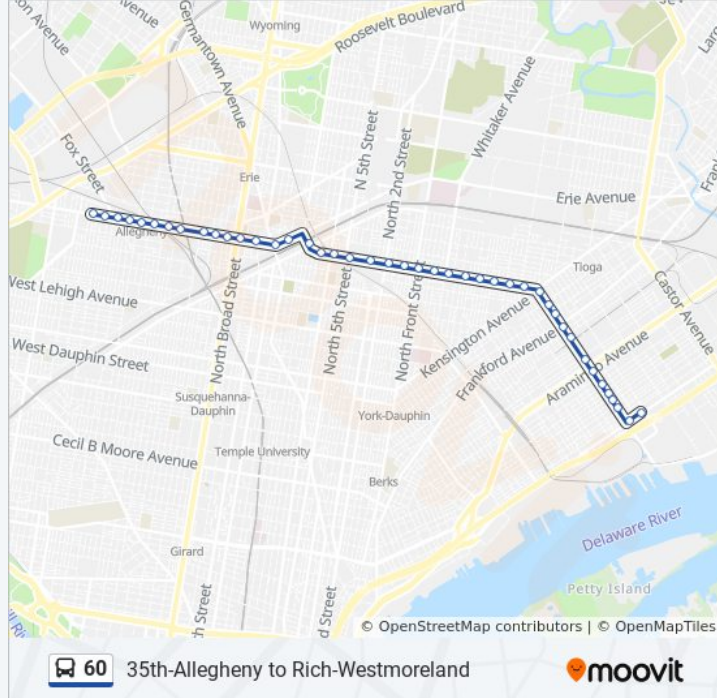 Wyoming
Roosevelt Boulevard
Germantown Avenue
Avenue
Avenue
Whitaker Avenue
N 5th Street
North 2nd Street
Fox Street
Erie
Erie Avenue
Allegheny
Tioga
Castor Avenue
West Lehigh Avenue
North Broad Street
North 5th Street
North Front Street
Kensington Avenue
Frankford Avenue
Aramingo Avenue
West Dauphin Street
Susquehanna-
Dauphin
York-Dauphin
Cecil B Moore Avenue
Temple University
Berks
Girard
Delaware River
Petty Island
© OpenStreetMap contributors | © OpenMapTiles
60 35th-Allegheny to Rich-Westmoreland
moovit